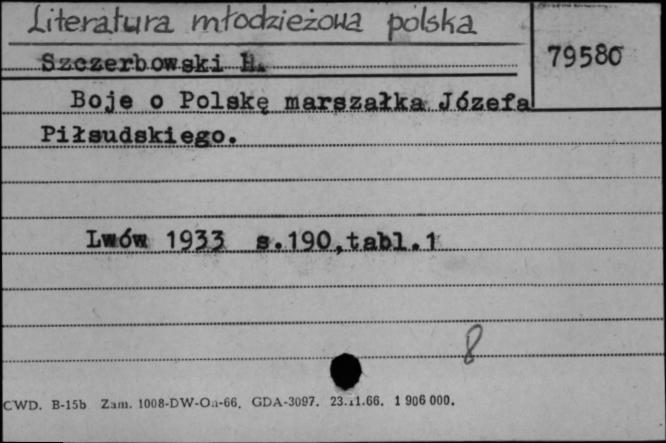 Literatura młodzieżowa polska
79580
Szczerbowski H.
Boje o Polskę marszałka Józefa
Piłsudskiego.
Lwów 1933 s.190,tabl.1
8
CWD. B-15b Zam. 1008-DW-On-66. GDA-3097. 23.11.66. 1 906 000.